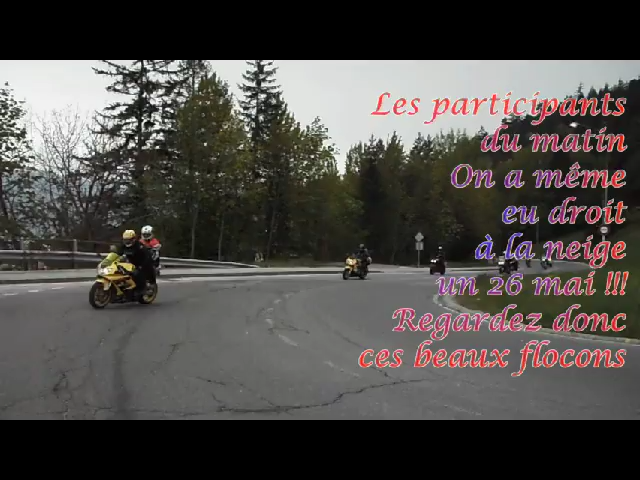 Les participants
du matin
On a même
eu droit
à la neige
un 26 mai !!!
Regardez donc
ces beaux flocons